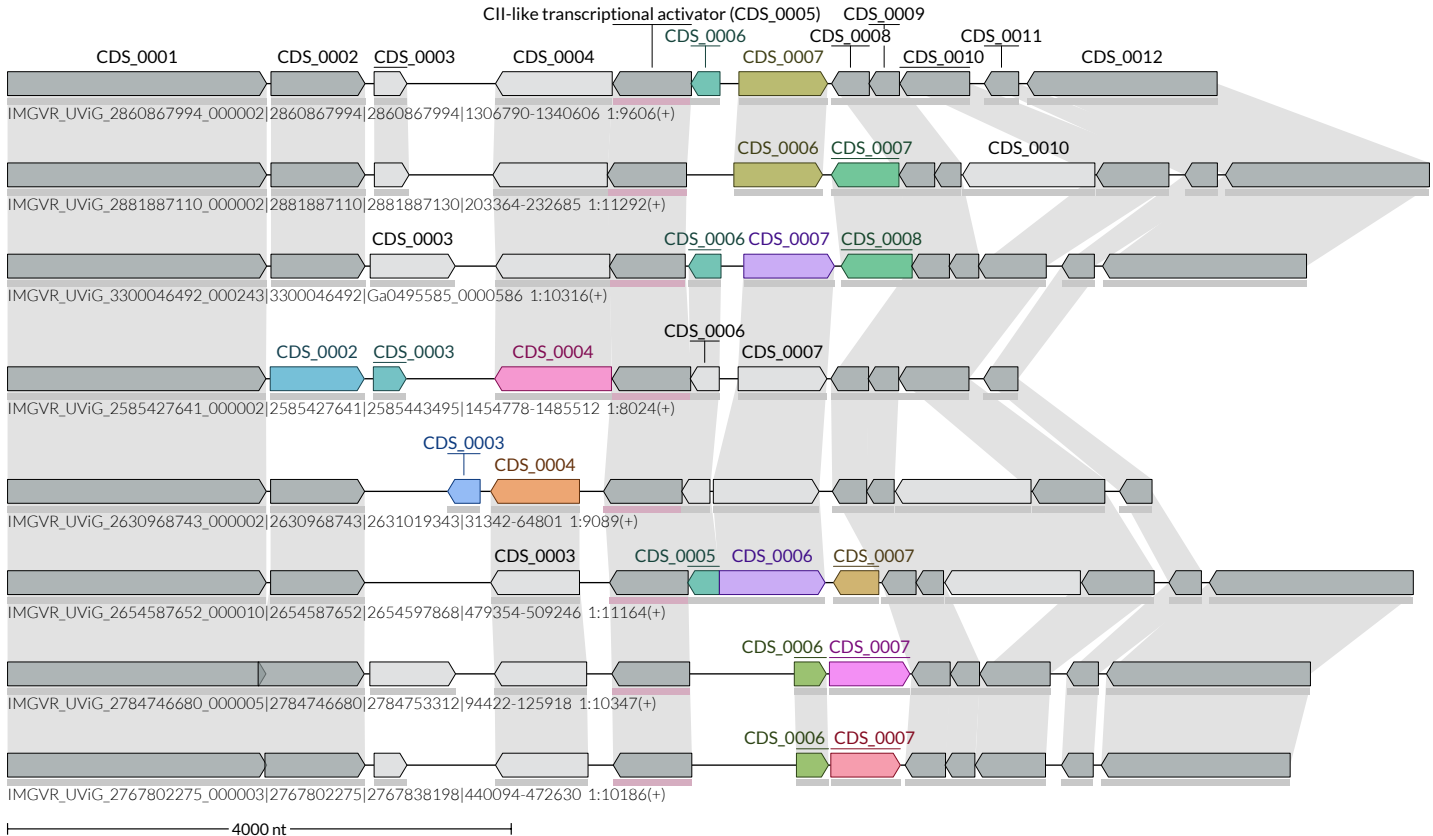 CII-like transcriptional activator (CDS_0005) CDS_0009
CDS_0006 CDS_0008 CDS_0011
CDS_0001 CDS_0002 CDS_0003 CDS_0004 CDS_0007 CDS_0010 CDS_0012
IMGVR_UViG_2860867994_000002|2860867994|2860867994|1306790-1340606 1:9606(+)
CDS_0006 CDS_0007 CDS_0010
IMGVR_UViG_2881887110_000002|2881887110|2881887130|203364-232685 1:11292(+)
CDS_0003 CDS_0006 CDS_0007 CDS_0008
IMGVR_UViG_3300046492_000243|3300046492|Ga0495585_0000586 1:10316(+)
CDS_0006
CDS_0002 CDS_0003 CDS_0004 CDS_0007
IMGVR_UViG_2585427641_000002|2585427641|2585443495|1454778-1485512 1:8024(+)
CDS_0003
CDS_0004
IMGVR_UViG_2630968743_000002|2630968743|2631019343|31342-64801 1:9089(+)
CDS_0003 CDS_0005 CDS_0006 CDS_0007
IMGVR_UViG_2654587652_000010|2654587652|2654597868|479354-509246 1:11164(+)
CDS_0006 CDS_0007
IMGVR_UViG_2784746680_000005|2784746680|2784753312|94422-125918 1:10347(+)
CDS_0006 CDS_0007
IMGVR_UViG_2767802275_000003|2767802275|2767838198|440094-472630 1:10186(+)
4000 nt